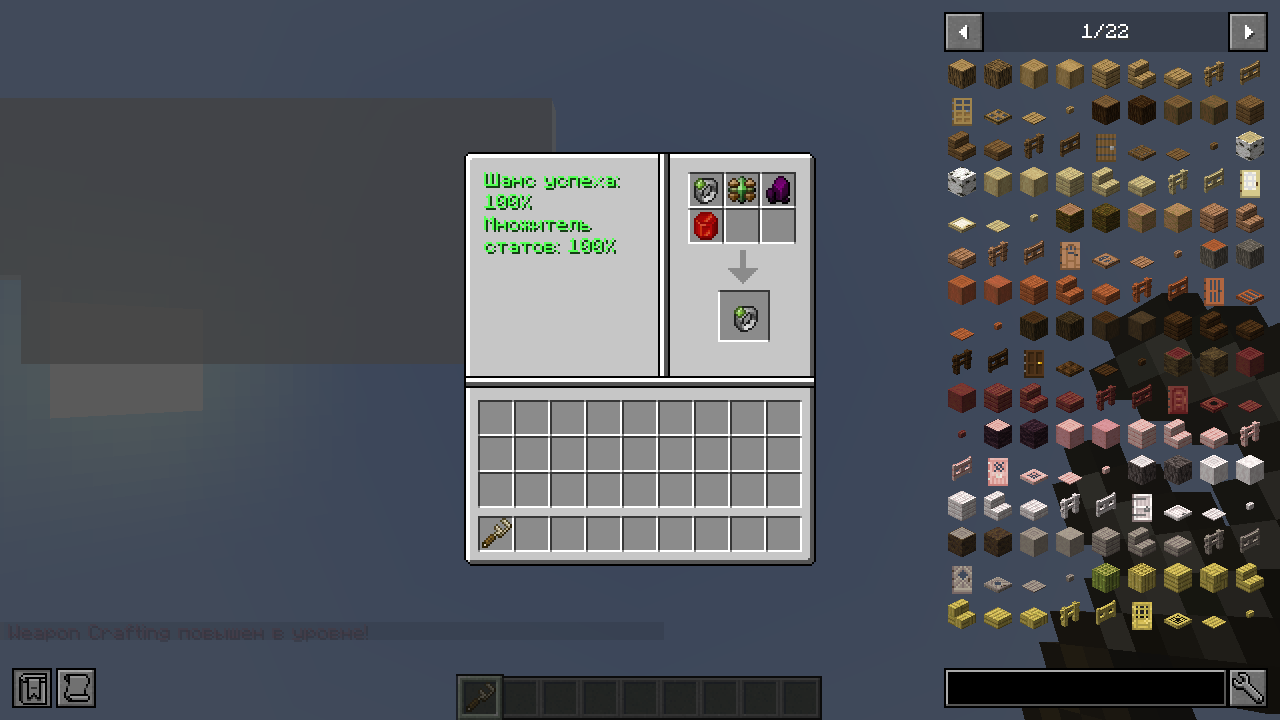 1/22
Шанс успеха:
100%
Множитель
статов: 100%
Weapon Crafting повышен в уровне!